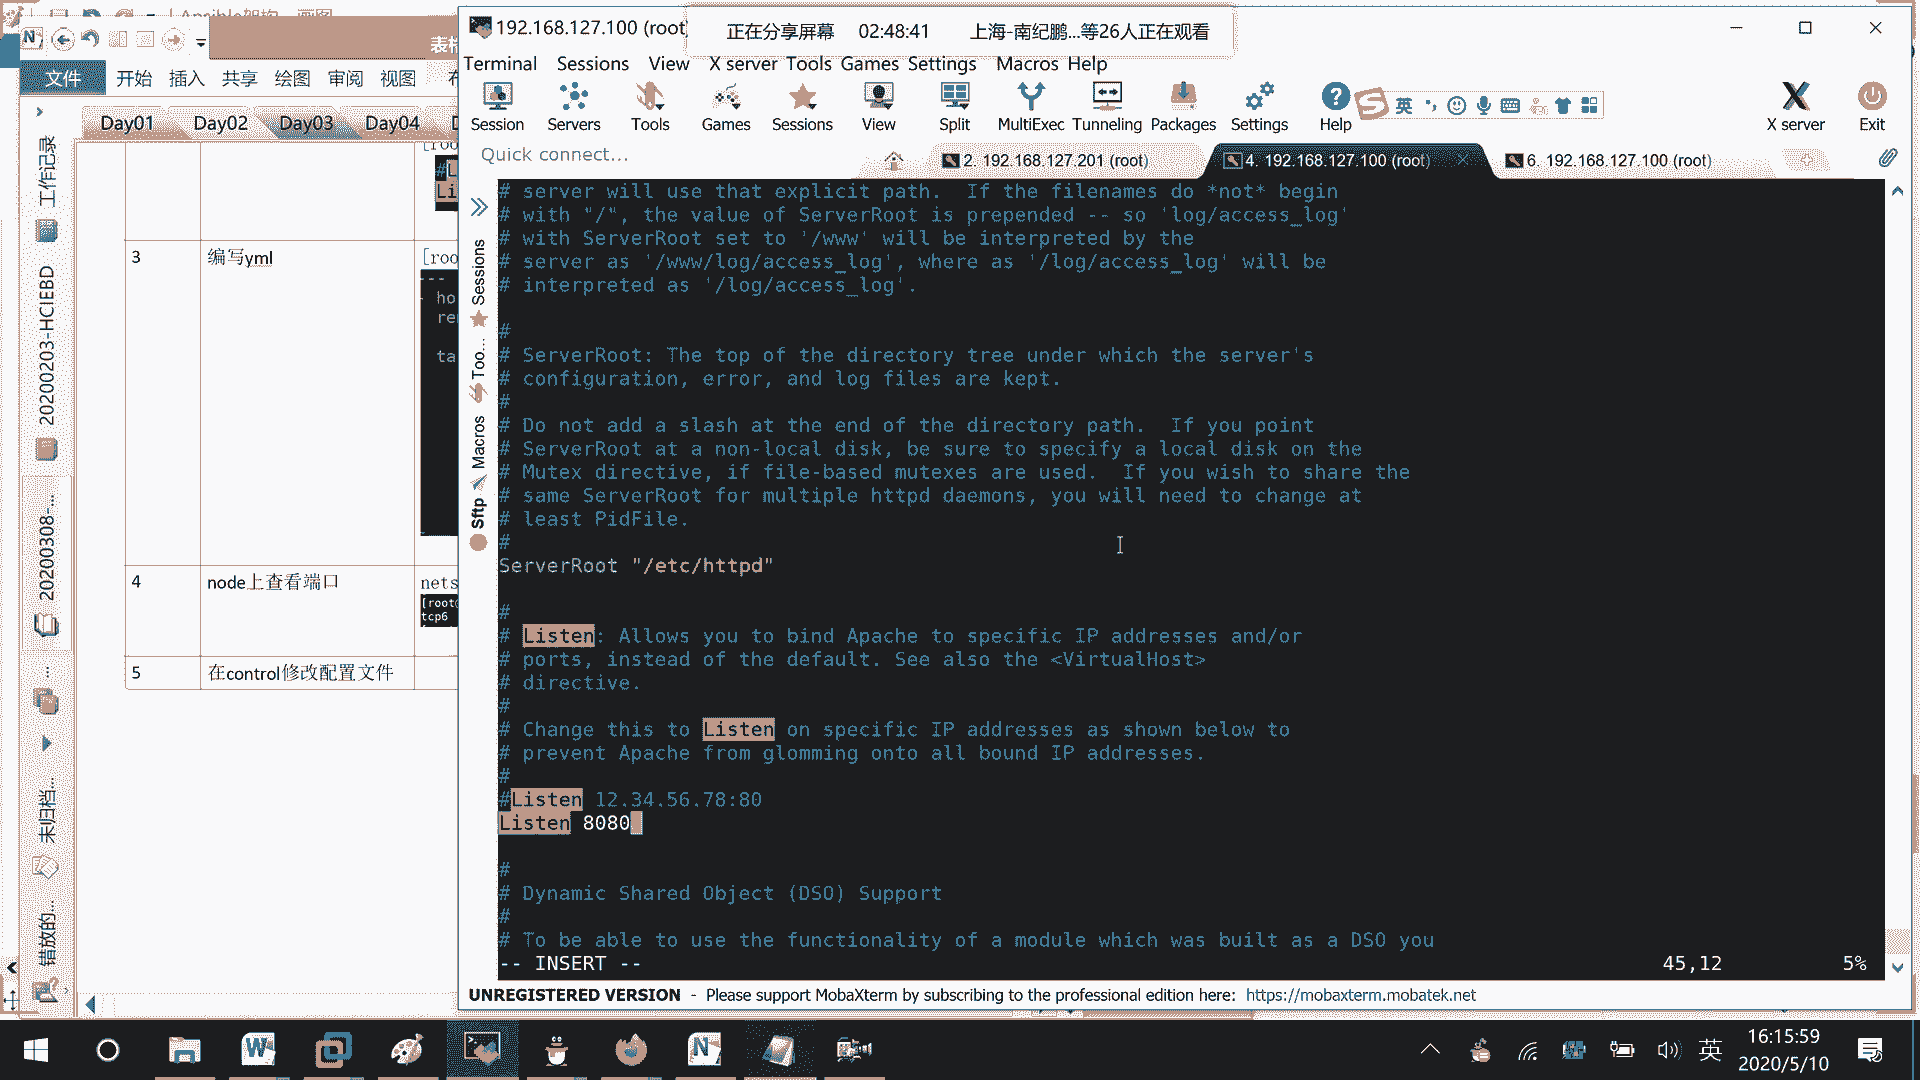 192.168.127.100 (root)
正在分享屏幕 02:48:41 上海-南纪鹏...等26人正在观看
Terminal Sessions View X server Tools Games Settings Macros Help
文件 开始 插入 共享 绘图 审阅 视图
Session Servers Tools Games Sessions View Split MultiExec Tunneling Packages Settings Help
英
X server Exit
Day01 Day02 Day03 Day04
Quick connect...
2. 192.168.127.201 (root)
4. 192.168.127.100 (root)
6. 192.168.127.100 (root)
工作记录
20200203-HCIEBD
20200308-...
未归档...
错放的...
3 编写yml
4 node上查看端口
nets
[root@
tcp6
5 在control修改配置文件
Sessions
Too...
Macros
Sftp
# server will use that explicit path.  If the filenames do *not* begin
# with "/", the value of ServerRoot is prepended -- so 'log/access_log'
# with ServerRoot set to '/www' will be interpreted by the
# server as '/www/log/access_log', where as '/log/access_log' will be
# interpreted as '/log/access_log'.
#
# ServerRoot: The top of the directory tree under which the server's
# configuration, error, and log files are kept.
#
# Do not add a slash at the end of the directory path.  If you point
# ServerRoot at a non-local disk, be sure to specify a local disk on the
# Mutex directive, if file-based mutexes are used.  If you wish to share the
# same ServerRoot for multiple httpd daemons, you will need to change at
# least PidFile.
#
ServerRoot "/etc/httpd"
#
# Listen: Allows you to bind Apache to specific IP addresses and/or
# ports, instead of the default. See also the <VirtualHost>
# directive.
#
# Change this to Listen on specific IP addresses as shown below to
# prevent Apache from glomming onto all bound IP addresses.
#
#Listen 12.34.56.78:80
Listen 8080
#
# Dynamic Shared Object (DSO) Support
#
# To be able to use the functionality of a module which was built as a DSO you
-- INSERT -- 45,12 5%
UNREGISTERED VERSION - Please support MobaXterm by subscribing to the professional edition here: https://mobaxterm.mobatek.net
英
16:15:59
2020/5/10